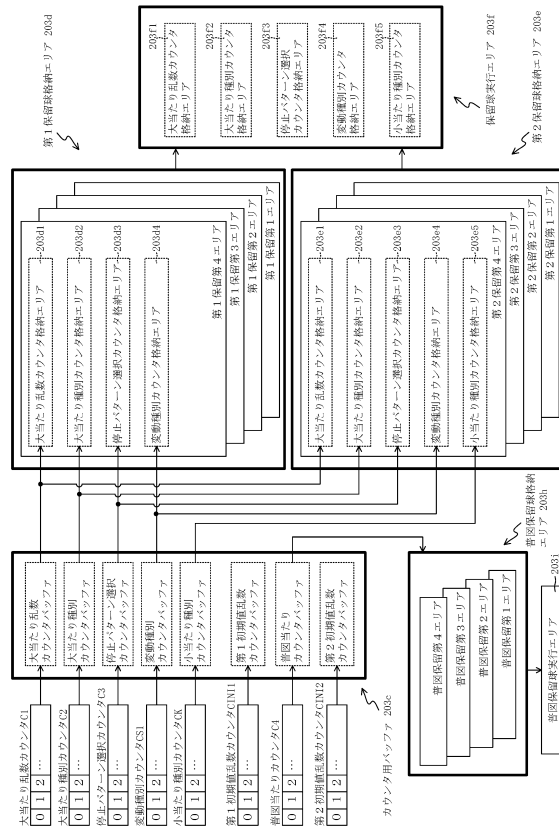 大当たり乱数カウンタC1
0 1 2 ···
大当たり種別カウンタC2
0 1 2 ···
停止パターン選択カウンタC3
0 1 2 ···
変動種別カウンタCS1
0 1 2 ···
小当たり種別カウンタCK
0 1 2 ···
第1初期値乱数カウンタCINI1
0 1 2 ···
普図当たりカウンタC4
0 1 2 ···
第2初期値乱数カウンタCINI2
0 1 2 ···
大当たり乱数
カウンタバッファ
大当たり種別
カウンタバッファ
停止パターン選択
カウンタバッファ
変動種別
カウンタバッファ
小当たり種別
カウンタバッファ
第1初期値乱数
カウンタバッファ
普図当たり
カウンタバッファ
第2初期値乱数
カウンタバッファ
カウンタ用バッファ 203c
第1保留球格納エリア 203d
大当たり乱数カウンタ格納エリア
203d1
大当たり種別カウンタ格納エリア
203d2
停止パターン選択カウンタ格納エリア
203d3
変動種別カウンタ格納エリア
203d4
第1保留第4エリア
第1保留第3エリア
第1保留第2エリア
第1保留第1エリア
大当たり乱数カウンタ格納エリア
203e1
大当たり種別カウンタ格納エリア
203e2
停止パターン選択カウンタ格納エリア
203e3
変動種別カウンタ格納エリア
203e4
小当たり種別カウンタ格納エリア
203e5
第2保留第4エリア
第2保留第3エリア
第2保留第2エリア
第2保留第1エリア
第2保留球格納エリア 203e
大当たり乱数カウンタ
格納エリア
203f1
大当たり種別カウンタ
格納エリア
203f2
停止パターン選択
カウンタ格納エリア
203f3
変動種別カウンタ
格納エリア
203f4
小当たり種別カウンタ
格納エリア
203f5
保留球実行エリア 203f
普図保留球格納
エリア 203h
普図保留第4エリア
普図保留第3エリア
普図保留第2エリア
普図保留第1エリア
普図保留球実行エリア
203i